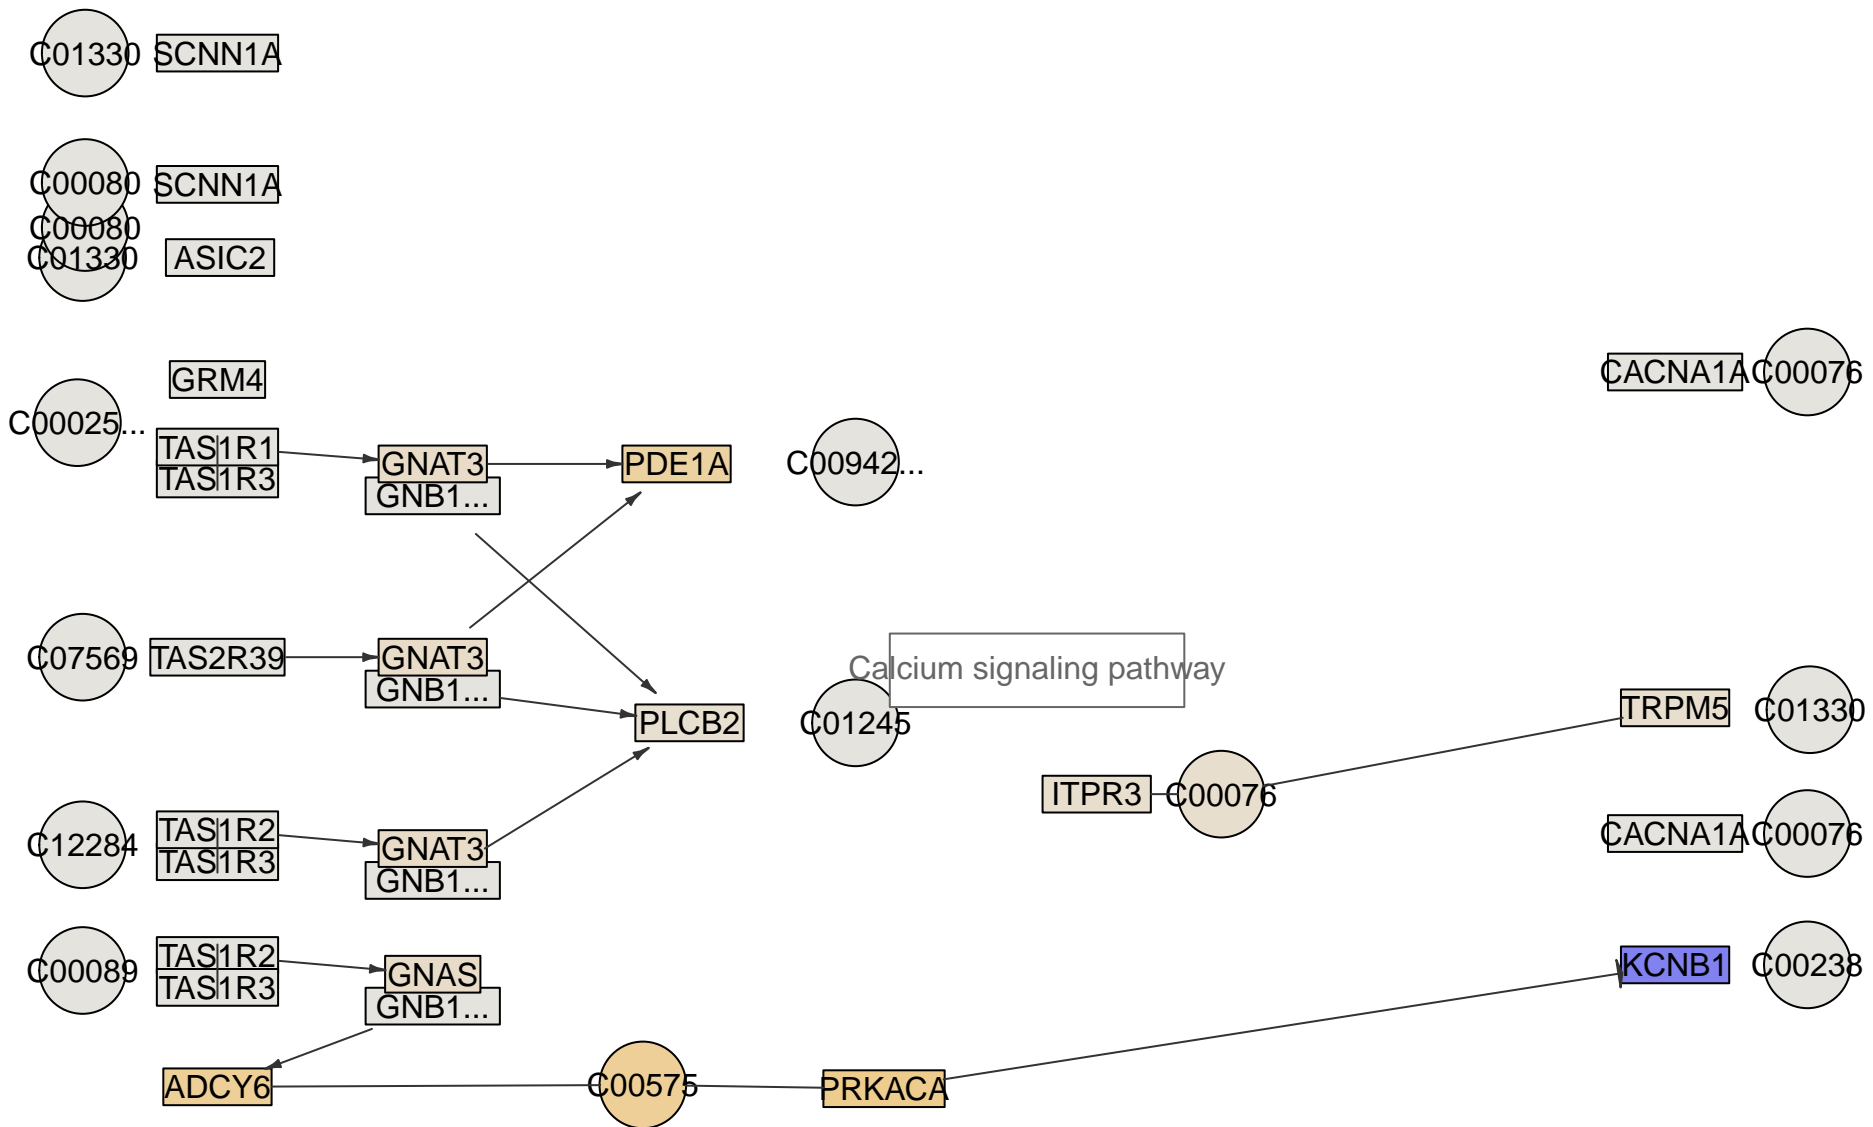 C01330 SCNN1A
C00080 SCNN1A
C00080
C01330 ASIC2
GRM4
CACNA1A C00076
C00025...
TAS1R1
GNAT3 PDE1A C00942...
TAS1R3
GNB1...
C07569 TAS2R39 GNAT3
Calcium signaling pathway
GNB1...
PLCB2 C01245
TRPM5 C01330
ITPR3 C00076
C12284 TAS1R2
GNAT3
CACNA1A C00076
TAS1R3
GNB1...
C00089 TAS1R2
GNAS
KCNB1 C00238
TAS1R3
GNB1...
ADCY6 C00575 PRKACA